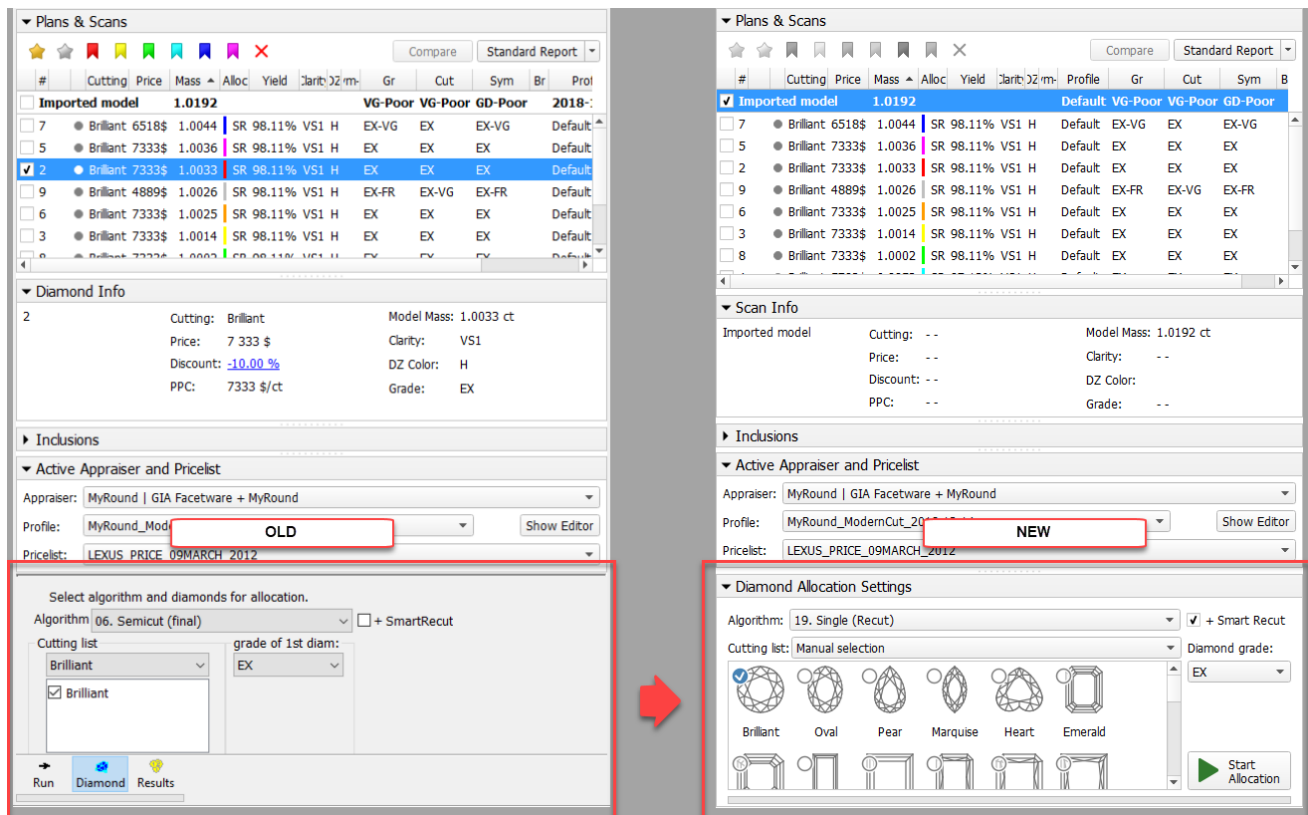 Plans & Scans
Compare Standard Report
# Cutting Price Mass Alloc Yield Gr Cut Sym Br
Imported model 1.0192 VG-Poor VG-Poor GD-Poor
7 Brilliant 6518$ 1.0044 SR 98.11% VS1 H EX-VG EX EX-VG Default
5 Brilliant 7333$ 1.0036 SR 98.11% VS1 H EX EX EX Default
2 Brilliant 7333$ 1.0033 SR 98.11% VS1 H EX EX EX Default
9 Brilliant 4889$ 1.0026 SR 98.11% VS1 H EX-FR EX-VG EX-FR Default
6 Brilliant 7333$ 1.0025 SR 98.11% VS1 H EX EX EX Default
3 Brilliant 7333$ 1.0014 SR 98.11% VS1 H EX EX EX Default
Diamond Info
2 Cutting: Brilliant Model Mass: 1.0033 ct
Price: 7 333 $ Clarity: VS1
Discount: -10.00 % DZ Color: H
PPC: 7333 $/ct Grade: EX
Inclusions
Active Appraiser and Pricelist
Appraiser: MyRound | GIA Facetware + MyRound
Profile: Show Editor
OLD
Pricelist: LEXUS_PRICE_09MARCH_2012
Select algorithm and diamonds for allocation.
Algorithm 06. Semicut (final) + SmartRecut
Cutting list grade of 1st diam:
Brilliant EX
Brilliant
Run Diamond Results
Plans & Scans
Compare Standard Report
# Cutting Price Mass Alloc Yield Profile Gr Cut Sym B
Imported model 1.0192 Default VG-Poor VG-Poor GD-Poor
7 Brilliant 6518$ 1.0044 SR 98.11% VS1 H Default EX-VG EX EX-VG
5 Brilliant 7333$ 1.0036 SR 98.11% VS1 H Default EX EX EX
2 Brilliant 7333$ 1.0033 SR 98.11% VS1 H Default EX EX EX
9 Brilliant 4889$ 1.0026 SR 98.11% VS1 H Default EX-FR EX-VG EX-FR
6 Brilliant 7333$ 1.0025 SR 98.11% VS1 H Default EX EX EX
3 Brilliant 7333$ 1.0014 SR 98.11% VS1 H Default EX EX EX
8 Brilliant 7333$ 1.0002 SR 98.11% VS1 H Default EX EX EX
Scan Info
Imported model Cutting: - - Model Mass: 1.0192 ct
Price: - - Clarity: - -
Discount: - - DZ Color:
PPC: - - Grade: - -
Inclusions
Active Appraiser and Pricelist
Appraiser: MyRound | GIA Facetware + MyRound
Profile: Show Editor
NEW
Pricelist: LEXUS_PRICE_09MARCH_2012
Diamond Allocation Settings
Algorithm: 19. Single (Recut) + Smart Recut
Cutting list: Manual selection Diamond grade:
EX
Brilliant Oval Pear Marquise Heart Emerald
Start
Allocation